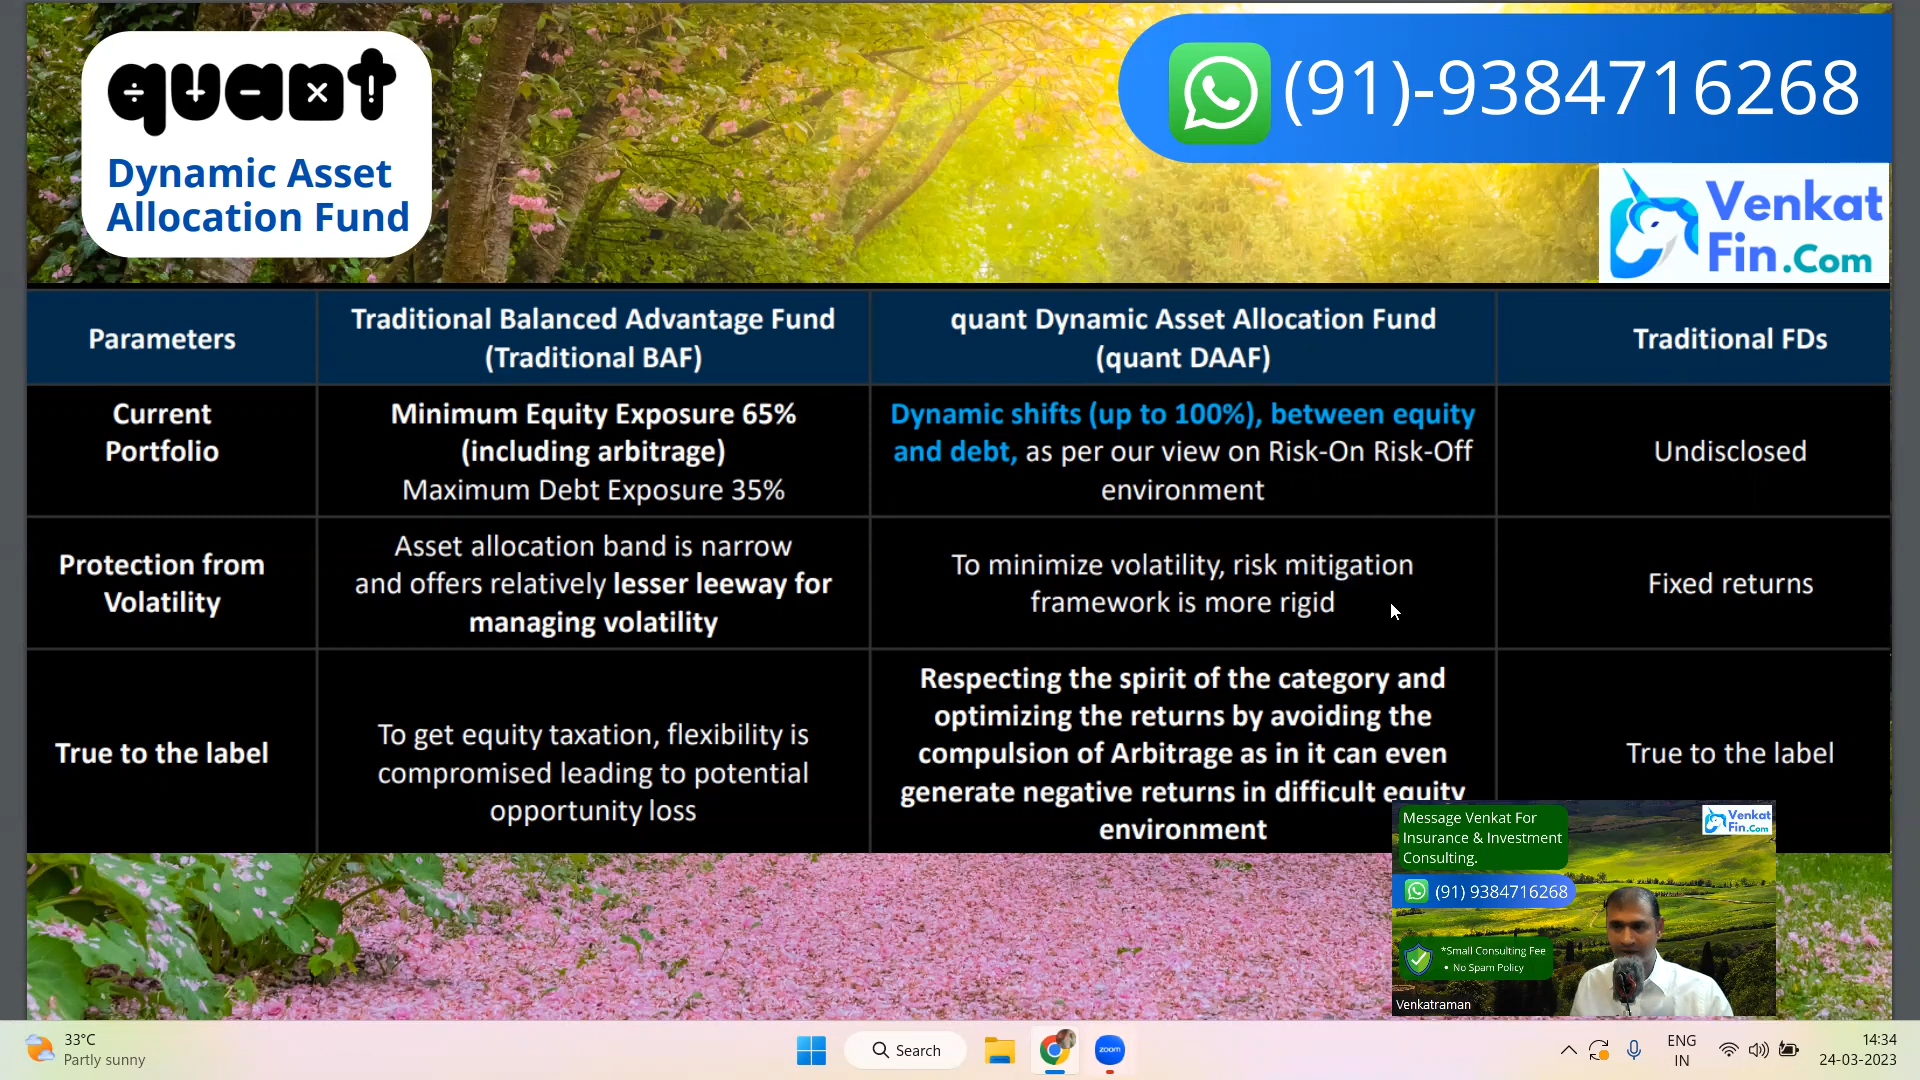 quant
Dynamic Asset
Allocation Fund
(91)-9384716268
Venkat
Fin.Com
Parameters
Traditional Balanced Advantage Fund
(Traditional BAF)
quant Dynamic Asset Allocation Fund
(quant DAAF)
Traditional FDs
Current
Portfolio
Minimum Equity Exposure 65%
(including arbitrage)
Maximum Debt Exposure 35%
Dynamic shifts (up to 100%), between equity
and debt, as per our view on Risk-On Risk-Off
environment
Undisclosed
Protection from
Volatility
Asset allocation band is narrow
and offers relatively lesser leeway for
managing volatility
To minimize volatility, risk mitigation
framework is more rigid
Fixed returns
True to the label
To get equity taxation, flexibility is
compromised leading to potential
opportunity loss
Respecting the spirit of the category and
optimizing the returns by avoiding the
compulsion of Arbitrage as in it can even
generate negative returns in difficult equity
environment
True to the label
Message Venkat For
Insurance & Investment
Consulting.
Venkat
Fin.Com
(91) 9384716268
*Small Consulting Fee
• No Spam Policy
Venkatraman
33°C
Partly sunny
Search
zoom
ENG
IN
14:34
24-03-2023